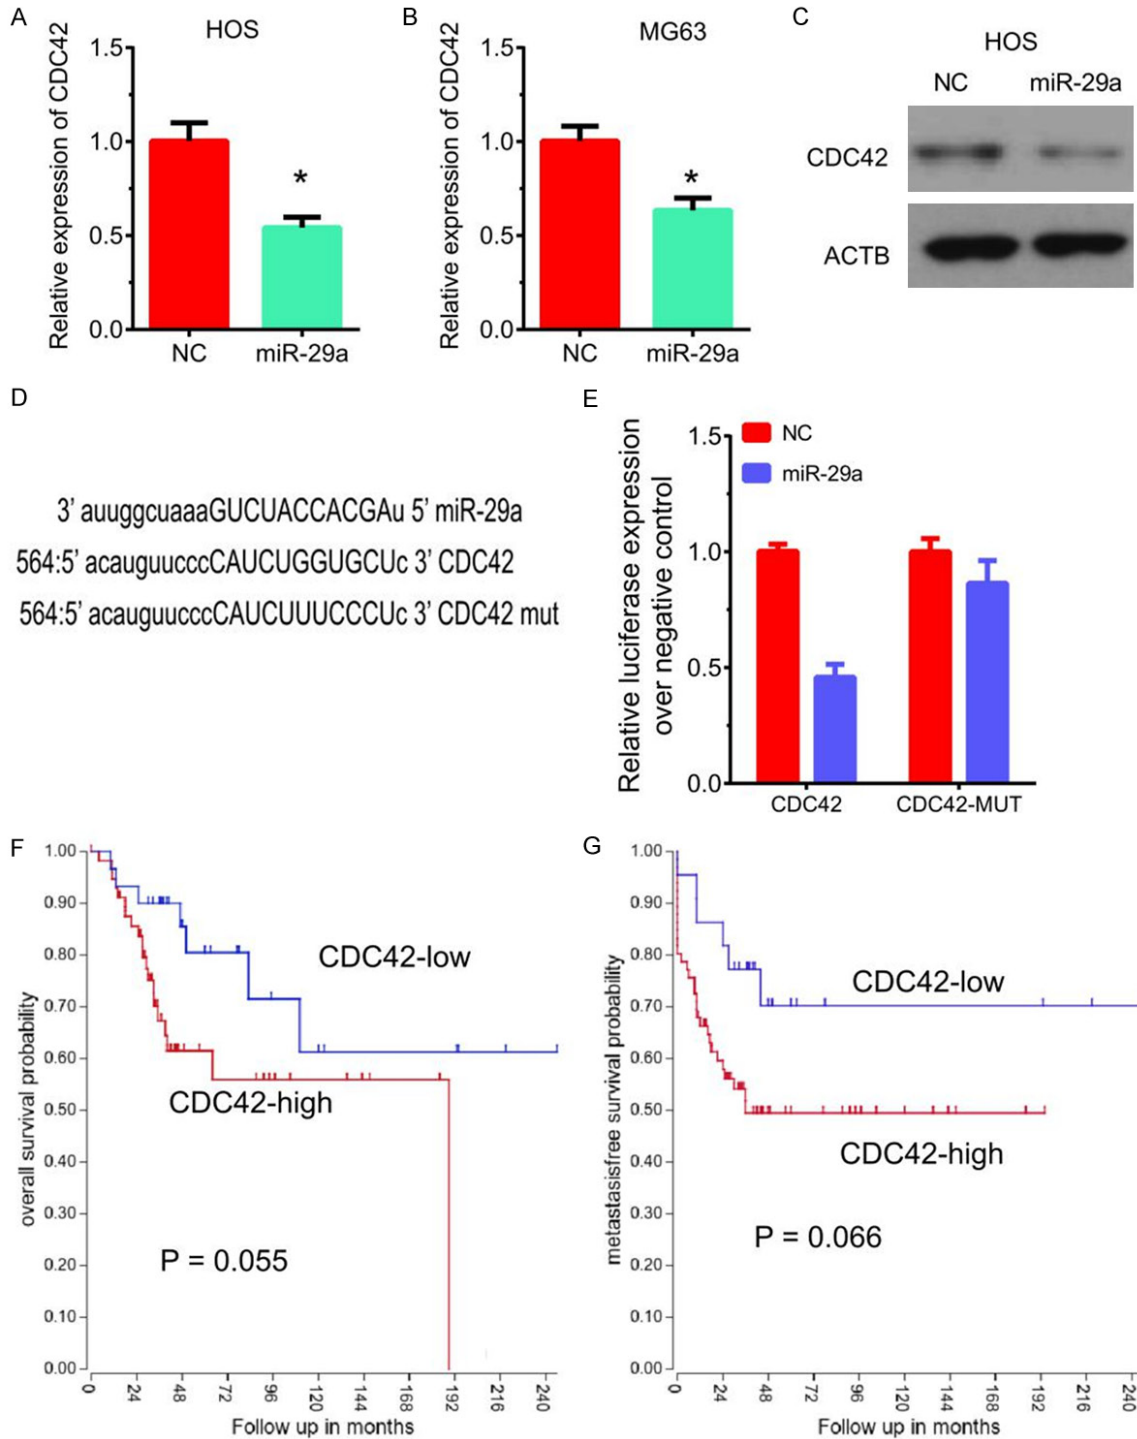 A
HOS
Relative expression of CDC42
1.5
1.0
0.5
0.0
*
NC
miR-29a
B
MG63
Relative expression of CDC42
1.5
1.0
0.5
0.0
*
NC
miR-29a
C
HOS
NC miR-29a
CDC42
ACTB
D
3’ auuggcuaaaGUCUACCACGAu 5’ miR-29a
564:5’ acauguucccCAUCUGGUGCUc 3’ CDC42
564:5’ acauguucccCAUCUUUCCCUc 3’ CDC42 mut
E
Relative luciferase expression
over negative control
1.5
1.0
0.5
0.0
NC
miR-29a
CDC42
CDC42-MUT
F
overall survival probability
1.00
0.90
0.80
0.70
0.60
0.50
0.40
0.30
0.20
0.10
0.00
CDC42-low
CDC42-high
P = 0.055
0 24 48 72 96 120 144 168 192 216 240
Follow up in months
G
metastasisfree survival probability
1.00
0.90
0.80
0.70
0.60
0.50
0.40
0.30
0.20
0.10
0.00
CDC42-low
CDC42-high
P = 0.066
0 24 48 72 96 120 144 168 192 216 240
Follow up in months